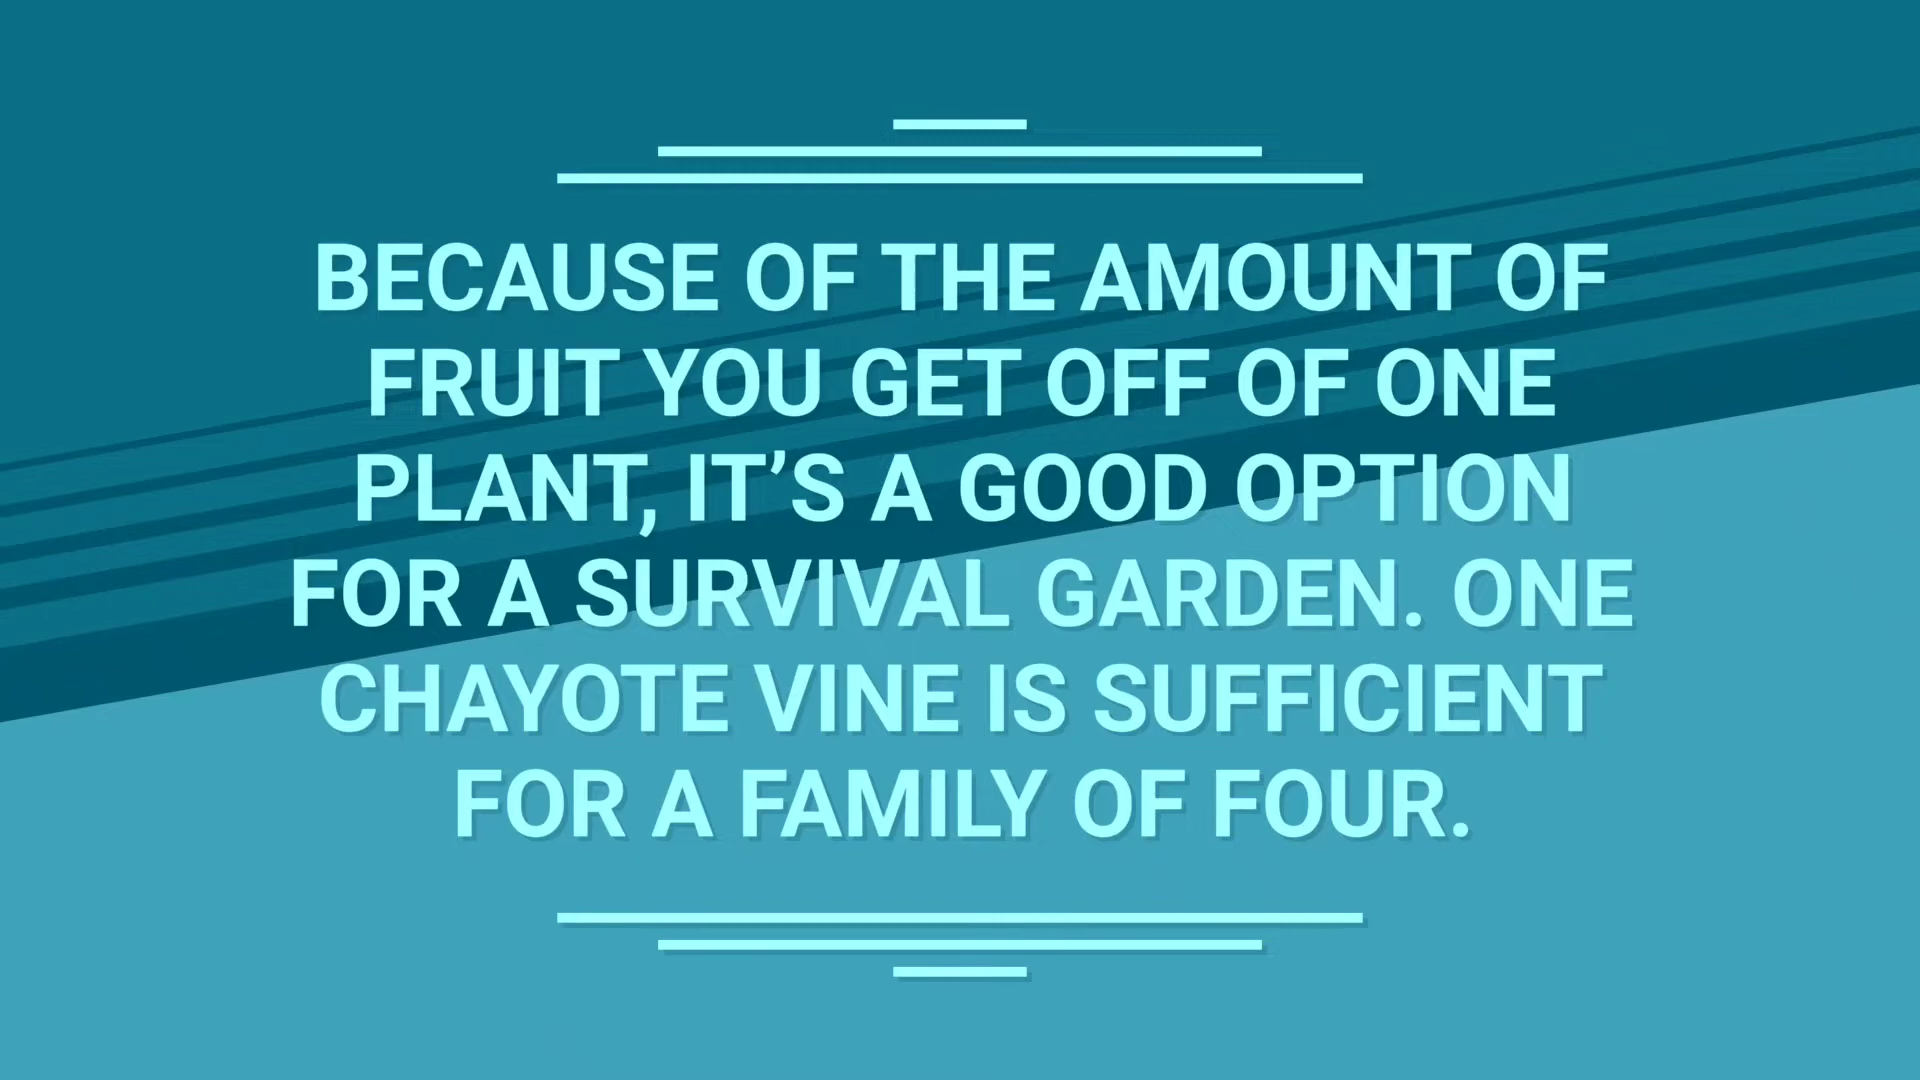 BECAUSE OF THE AMOUNT OF
FRUIT YOU GET OFF OF ONE
PLANT, IT’S A GOOD OPTION
FOR A SURVIVAL GARDEN. ONE
CHAYOTE VINE IS SUFFICIENT
FOR A FAMILY OF FOUR.